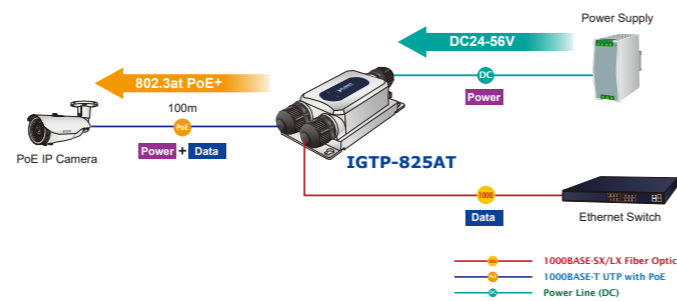 Power Supply
DC24-56V
802.3at PoE+
DC
100m
Power
PoE
PoE IP Camera
Power + Data
IGTP-825AT
1000
Data
Ethernet Switch
1000BASE-SX/LX Fiber Optic
1000BASE-T UTP with PoE
Power Line (DC)